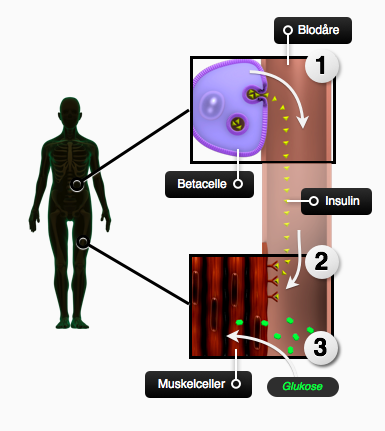 Blodåre
1
Betacelle
Insulin
2
3
Muskelceller
Glukose